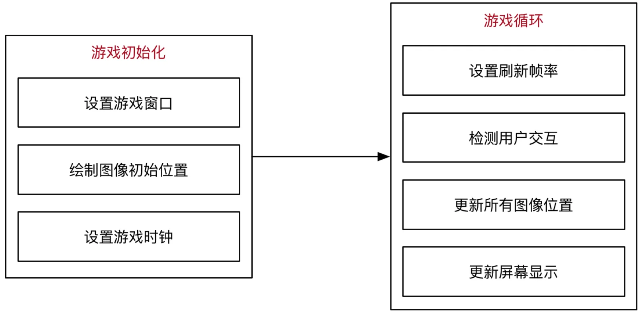 游戏初始化
设置游戏窗口
绘制图像初始位置
设置游戏时钟
游戏循环
设置刷新帧率
检测用户交互
更新所有图像位置
更新屏幕显示